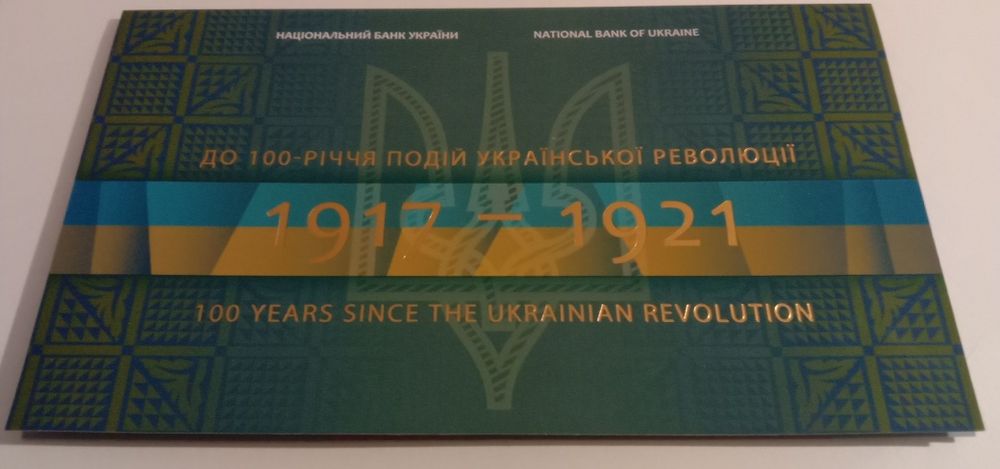 НАЦІОНАЛЬНИЙ БАНК УКРАЇНИ NATIONAL BANK OF UKRAINE
ДО 100-РІЧЧЯ ПОДІЙ УКРАЇНСЬКОЇ РЕВОЛЮЦІЇ
1917 – 1921
100 YEARS SINCE THE UKRAINIAN REVOLUTION